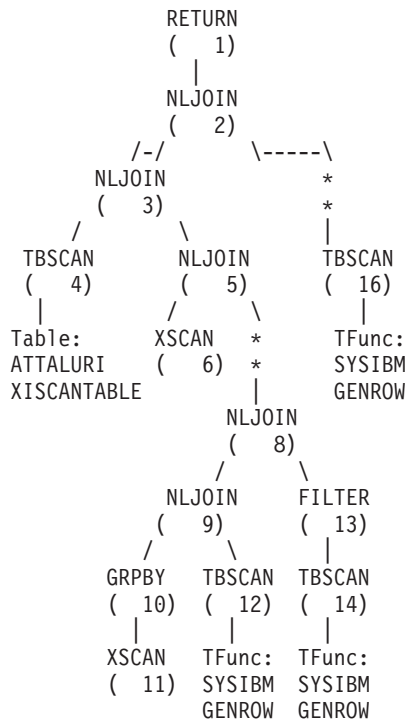 RETURN
( 1)
|
NLJOIN
( 2)
/-/ \-----\
NLJOIN *
( 3) *
/ \ |
TBSCAN NLJOIN TBSCAN
( 4) ( 5) ( 16)
| / \ |
Table: XSCAN * TFunc:
ATTALURI ( 6) * SYSIBM
XISCANTABLE | GENROW
NLJOIN
( 8)
/ \
NLJOIN FILTER
( 9) ( 13)
/ \ |
GRPBY TBSCAN TBSCAN
( 10) ( 12) ( 14)
| | |
XSCAN TFunc: TFunc:
( 11) SYSIBM SYSIBM
GENROW GENROW